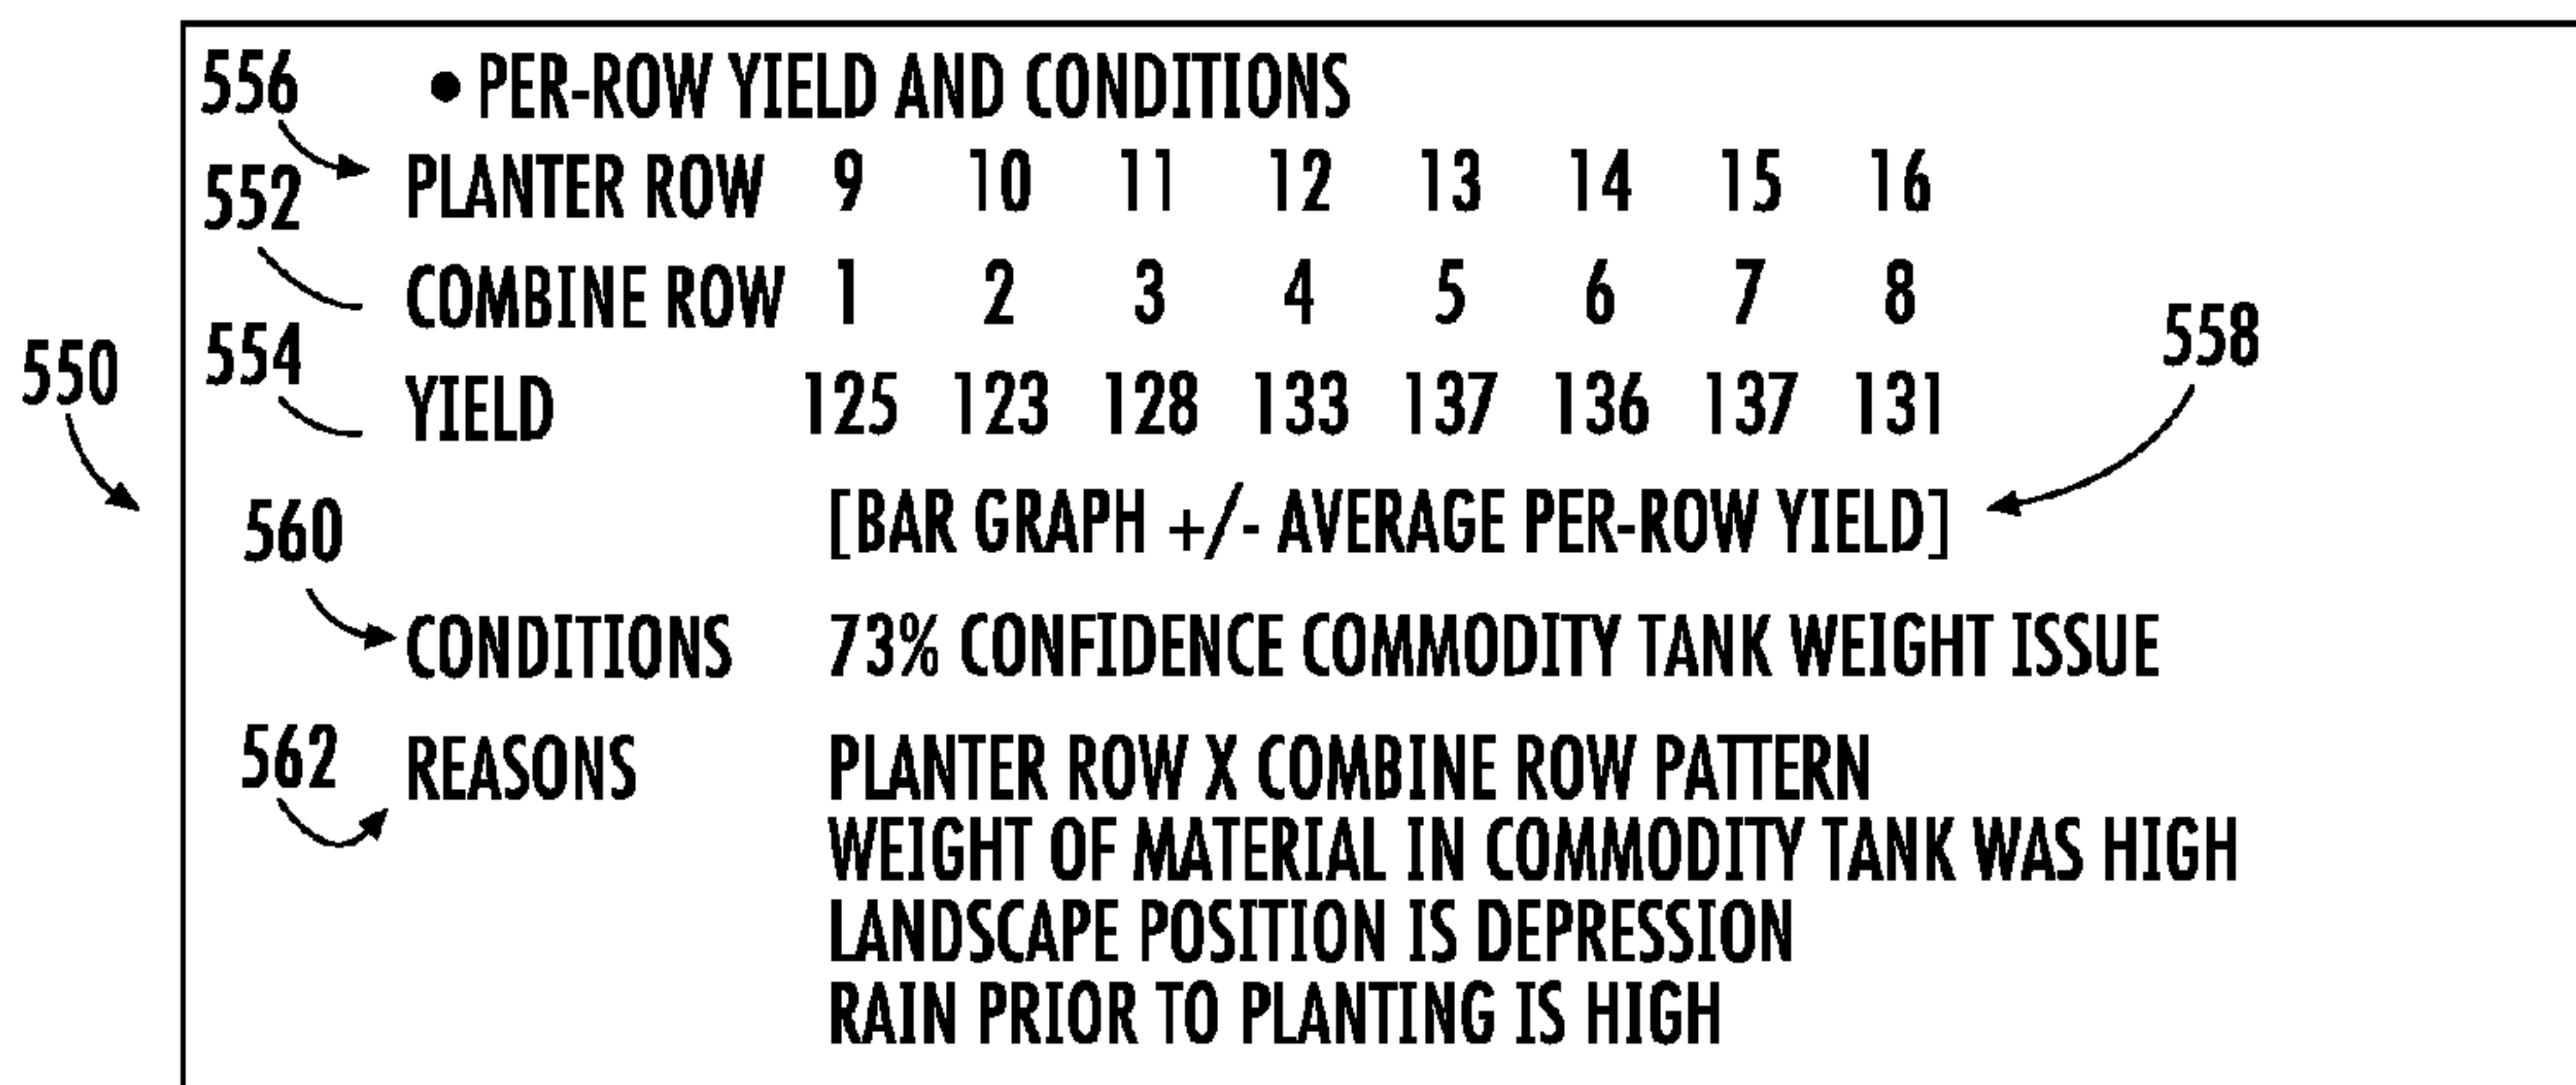 556 • PER-ROW YIELD AND CONDITIONS
PLANTER ROW 9 10 11 12 13 14 15 16
552
COMBINE ROW 1 2 3 4 5 6 7 8
558
554
550
YIELD 125 123 128 133 137 136 137 131
560
[BAR GRAPH +/- AVERAGE PER-ROW YIELD]
CONDITIONS 73% CONFIDENCE COMMODITY TANK WEIGHT ISSUE
562 REASONS PLANTER ROW X COMBINE ROW PATTERN
WEIGHT OF MATERIAL IN COMMODITY TANK WAS HIGH
LANDSCAPE POSITION IS DEPRESSION
RAIN PRIOR TO PLANTING IS HIGH